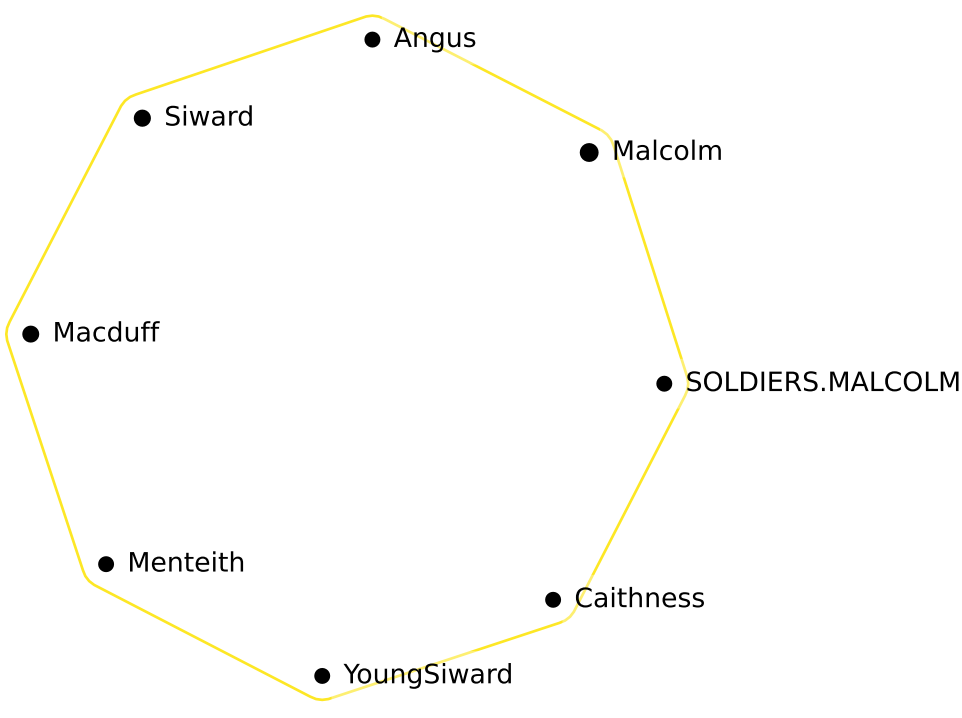 Angus
Siward
Malcolm
Macduff
SOLDIERS.MALCOLM
Menteith
Caithness
YoungSiward